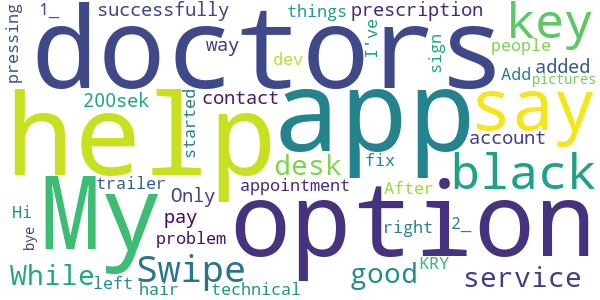 pressing 1_ successfully things prescription key
doctors way dev I've sign people
Add added pictures
help 200sek started contact app say account
desk fix black
My trailer Only appointment After option
Hi bye pay problem right 2_
While left hair Swipe technical good KRY service